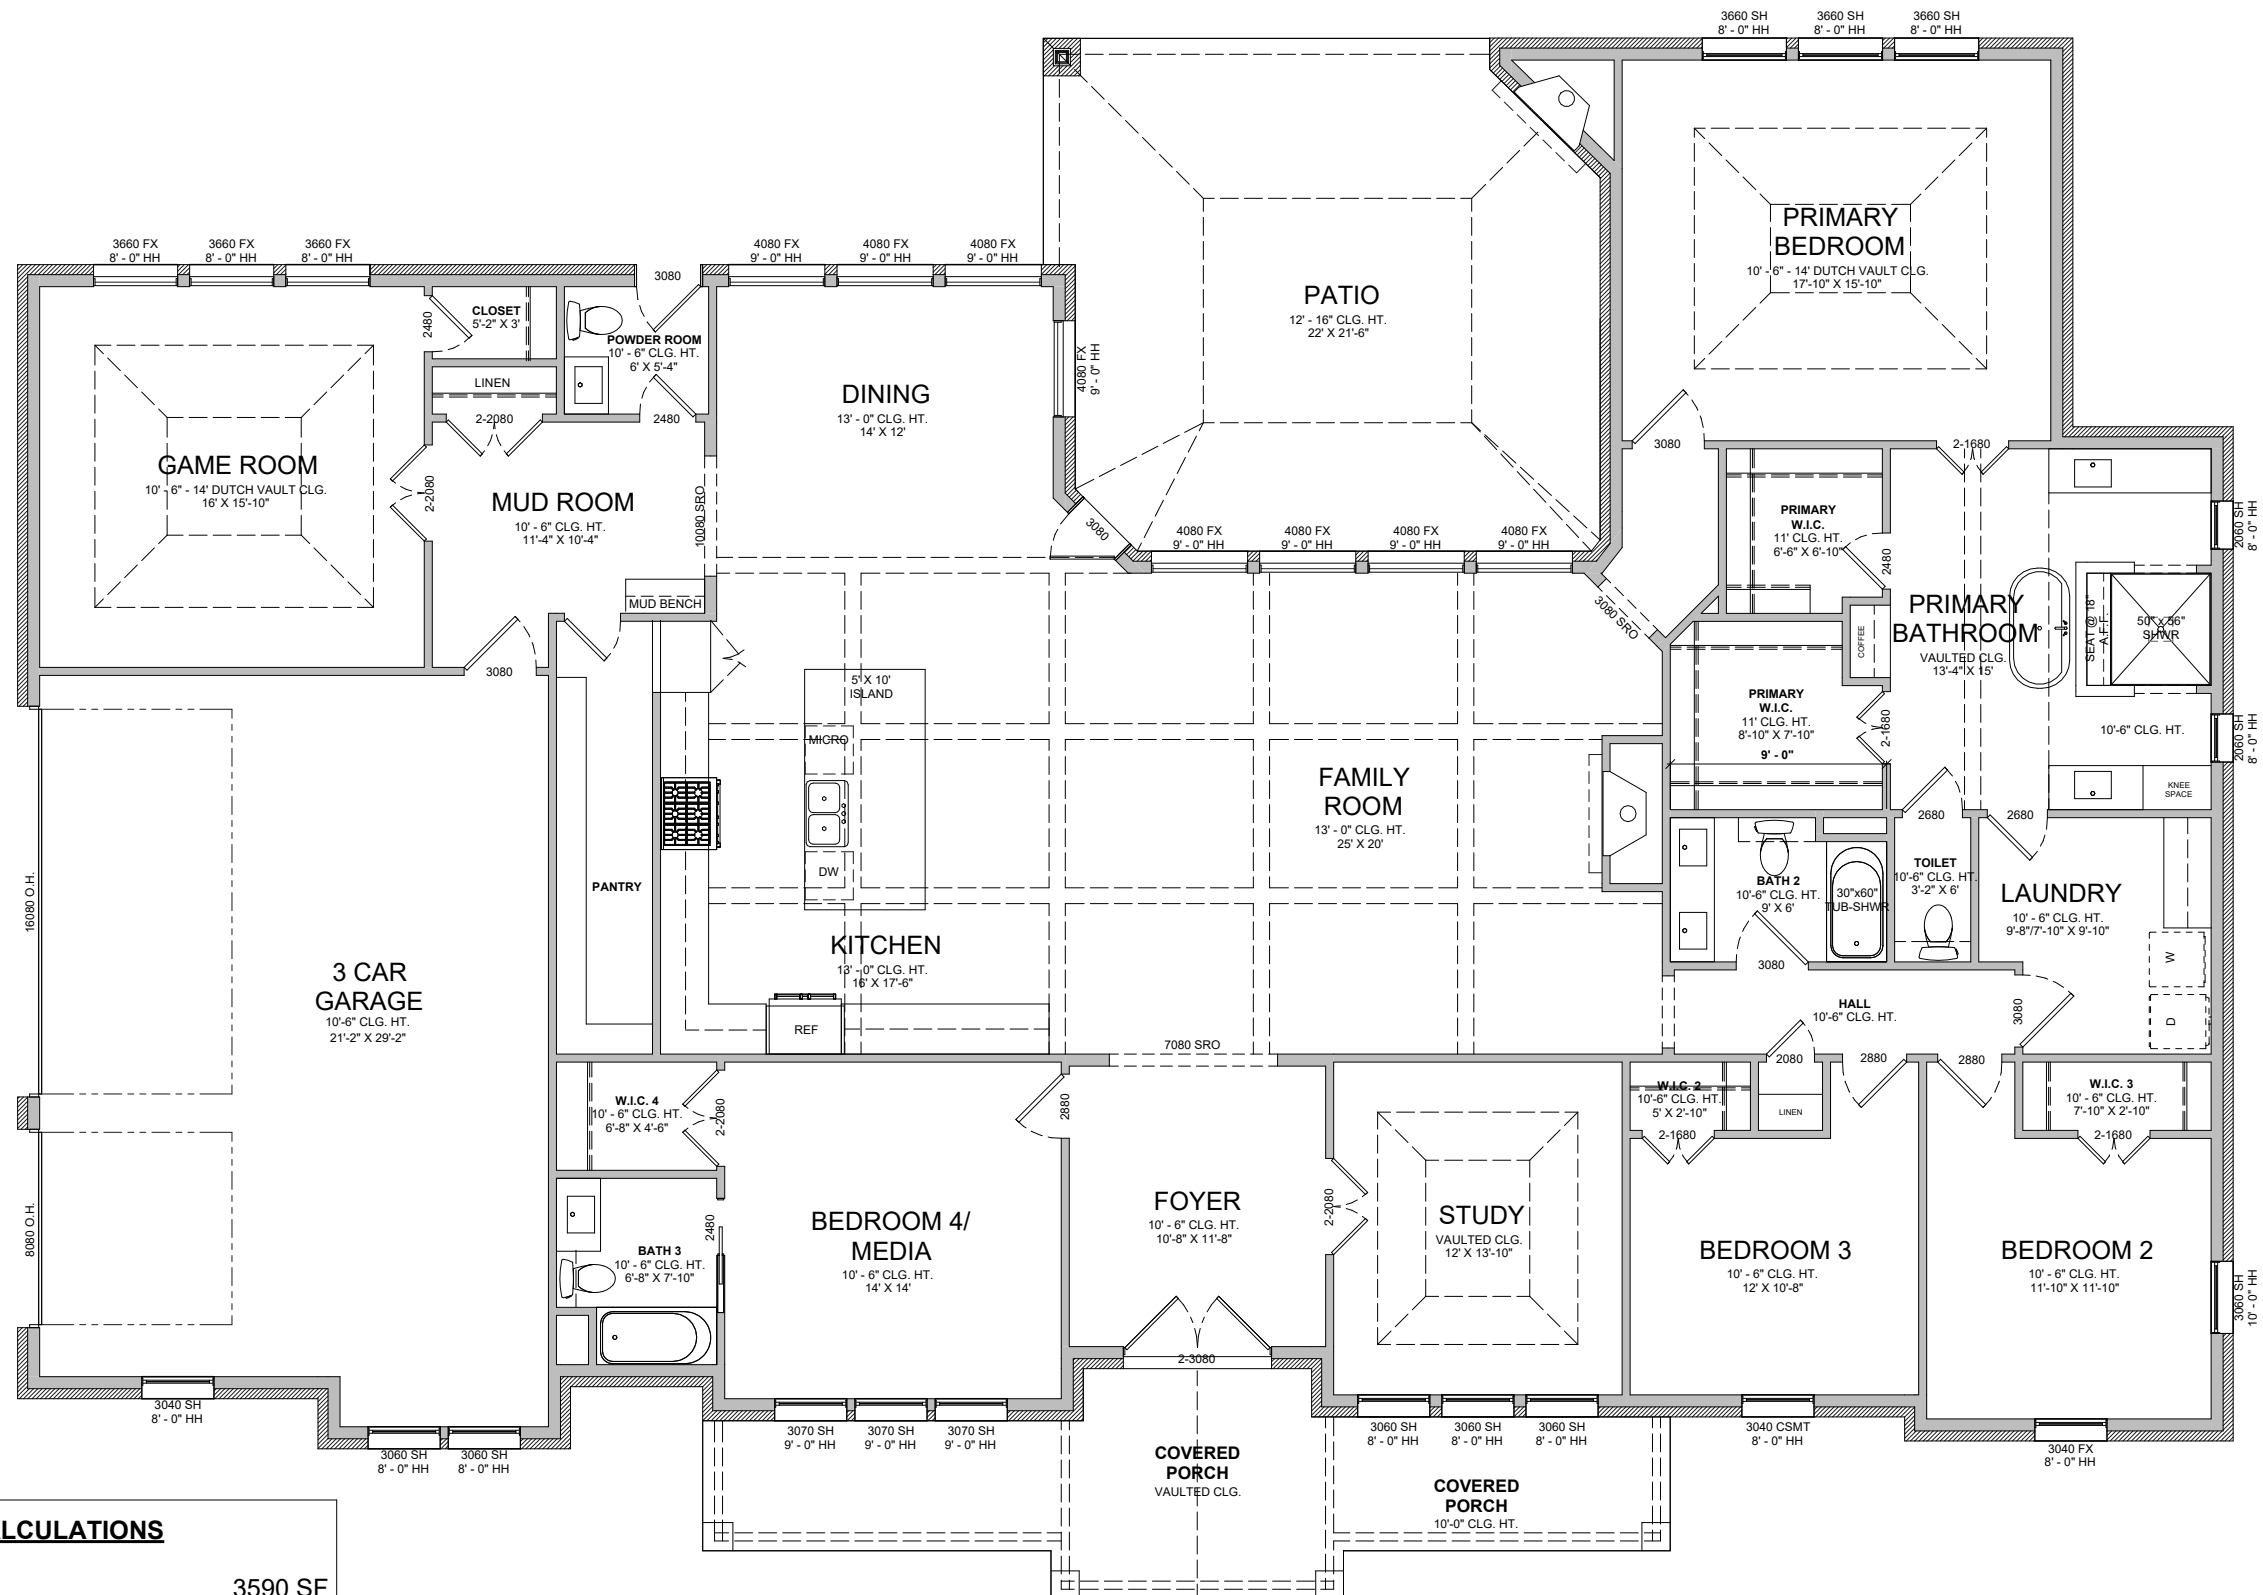 3660 SH
8' - 0" HH
3660 SH
8' - 0" HH
3660 SH
8' - 0" HH
3660 FX
8' - 0" HH
3660 FX
8' - 0" HH
3660 FX
8' - 0" HH
3080
4080 FX
9' - 0" HH
4080 FX
9' - 0" HH
4080 FX
9' - 0" HH
PRIMARY
BEDROOM
10' - 6" - 14' DUTCH VAULT CLG.
17'-10" X 15'-10"
PATIO
12' - 16" CLG. HT.
22' X 21'-6"
2480
CLOSET
5'-2" X 3'
POWDER ROOM
10' - 6" CLG. HT.
6' X 5'-4"
LINEN
2-2080
2480
DINING
13' - 0" CLG. HT.
14' X 12'
4080 FX
9' - 0" HH
3080
2-1680
GAME ROOM
10' - 6" - 14' DUTCH VAULT CLG.
16' X 15'-10"
2-2080
MUD ROOM
10' - 6" CLG. HT.
11'-4" X 10'-4"
10080 SRO
3080
4080 FX
9' - 0" HH
4080 FX
9' - 0" HH
4080 FX
9' - 0" HH
4080 FX
9' - 0" HH
PRIMARY
W.I.C.
11' CLG. HT.
6'-6" X 6'-10"
2480
2060 SH
8' - 0" HH
MUD BENCH
3080 SRO
PRIMARY
BATHROOM
VAULTED CLG.
13'-4" X 15'
COFFEE
SEAT @ 18"
A.F.F.
50" x 56"
SHWR
3080
5' X 10'
ISLAND
MICRO
DW
PRIMARY
W.I.C.
11' CLG. HT.
8'-10" X 7'-10"
9' - 0"
2-1680
10'-6" CLG. HT.
2060 SH
8' - 0" HH
KNEE
SPACE
FAMILY
ROOM
13' - 0" CLG. HT.
25' X 20'
2680
2680
PANTRY
16080 O.H.
BATH 2
10'-6" CLG. HT.
9' X 6'
30"x60"
TUB-SHWR
TOILET
10'-6" CLG. HT.
3'-2" X 6'
LAUNDRY
10' - 6" CLG. HT.
9'-8"/7'-10" X 9'-10"
W
D
KITCHEN
13' - 0" CLG. HT.
16' X 17'-6"
REF
3 CAR
GARAGE
10'-6" CLG. HT.
21'-2" X 29'-2"
3080
HALL
10'-6" CLG. HT.
3080
7080 SRO
2080
2880
2880
W.I.C. 4
10' - 6" CLG. HT.
6'-8" X 4'-6"
2-2080
2880
W.I.C. 2
10'-6" CLG. HT.
5' X 2'-10"
2-1680
LINEN
W.I.C. 3
10' - 6" CLG. HT.
7'-10" X 2'-10"
2-1680
8080 O.H.
BATH 3
10' - 6" CLG. HT.
6'-8" X 7'-10"
2480
BEDROOM 4/
MEDIA
10' - 6" CLG. HT.
14' X 14'
FOYER
10' - 6" CLG. HT.
10'-8" X 11'-8"
2-2080
STUDY
VAULTED CLG.
12' X 13'-10"
BEDROOM 3
10' - 6" CLG. HT.
12' X 10'-8"
BEDROOM 2
10' - 6" CLG. HT.
11'-10" X 11'-10"
3060 SH
10' - 0" HH
2-3080
3040 SH
8' - 0" HH
3060 SH
8' - 0" HH
3060 SH
8' - 0" HH
3070 SH
9' - 0" HH
3070 SH
9' - 0" HH
3070 SH
9' - 0" HH
3060 SH
8' - 0" HH
3060 SH
8' - 0" HH
3060 SH
8' - 0" HH
3040 CSMT
8' - 0" HH
3040 FX
8' - 0" HH
COVERED
PORCH
VAULTED CLG.
COVERED
PORCH
10'-0" CLG. HT.
LCULATIONS
3590 SF